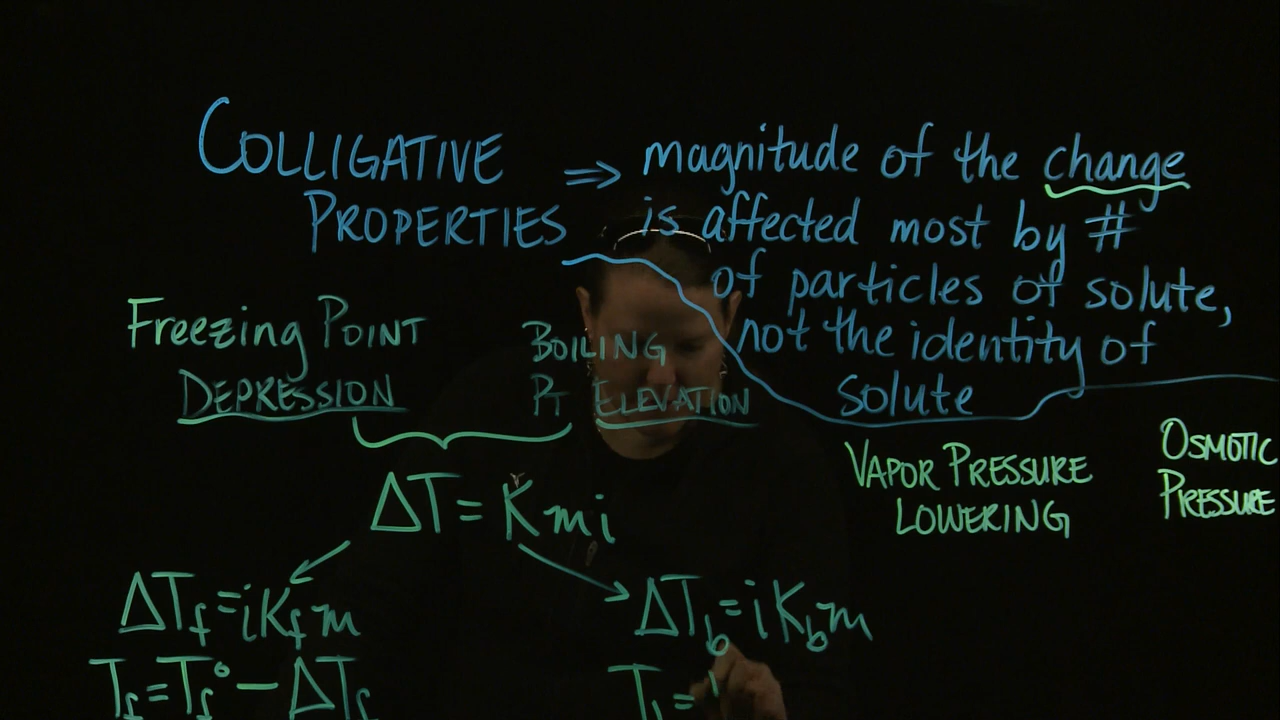 COLLIGATIVE PROPERTIES ⇒ magnitude of the change
is affected most by #
of particles of solute,
not the identity of
solute
Freezing POINT
DEPRESSION
BOILING
PT ELEVATION
VAPOR PRESSURE
LOWERING
OSMOTIC
PRESSURE
ΔT = Kmi
ΔTf = iKfm
Tf = Tf° − ΔTf
ΔTb = iKbm
T =